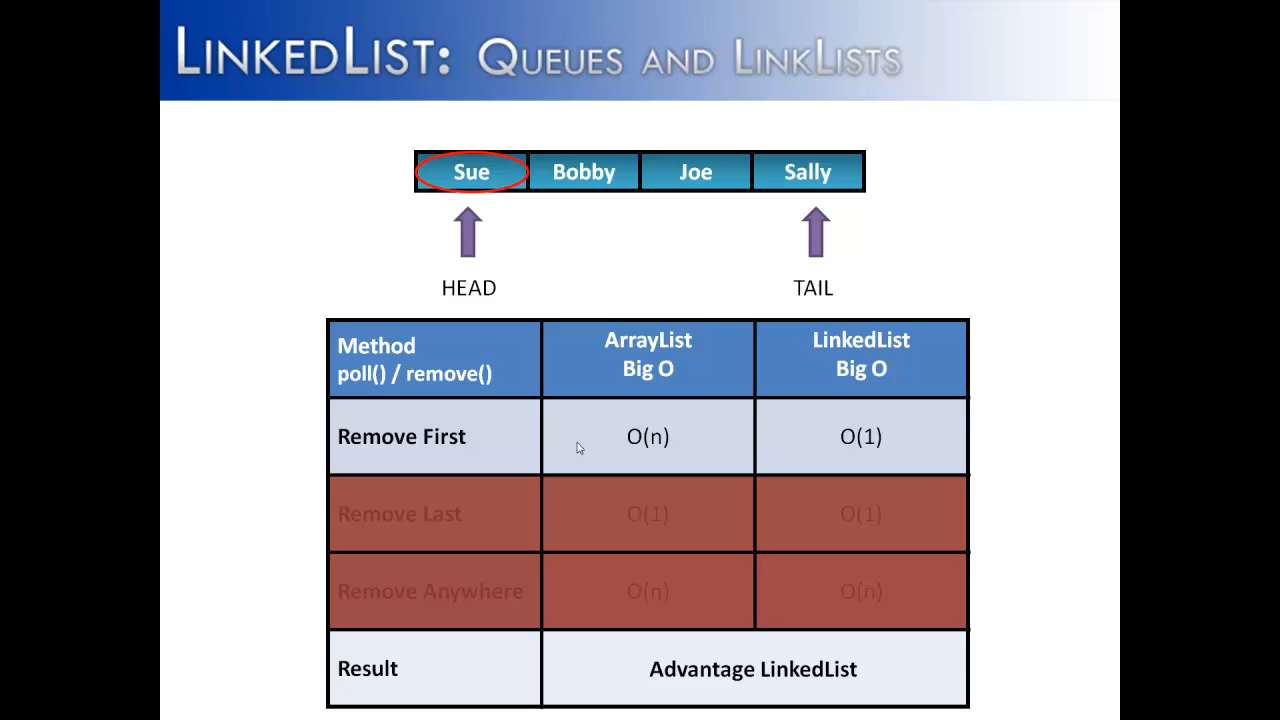 LINKEDLIST: QUEUES AND LINKLISTS
Sue Bobby Joe Sally
HEAD TAIL
Method poll() / remove() ArrayList Big O LinkedList Big O
Remove First O(n) O(1)
Remove Last O(1) O(1)
Remove Anywhere O(n) O(n)
Result Advantage LinkedList